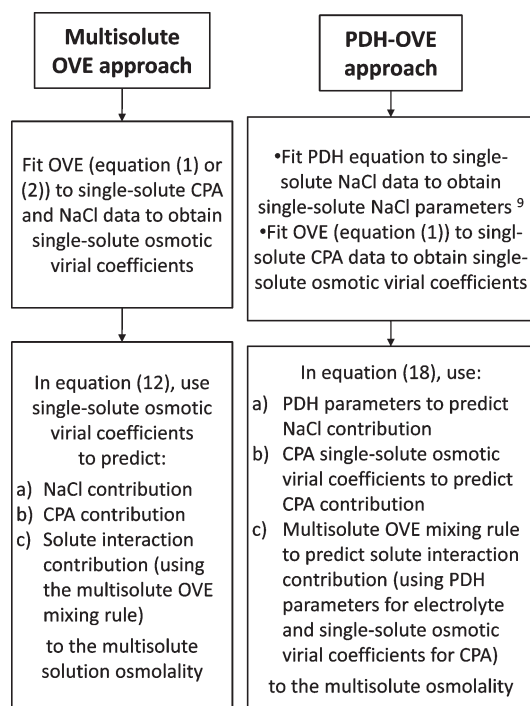 Multisolute
OVE approach
Fit OVE (equation (1) or
(2)) to single-solute CPA
and NaCl data to obtain
single-solute osmotic
virial coefficients
In equation (12), use
single-solute osmotic
virial coefficients
to predict:
a) NaCl contribution
b) CPA contribution
c) Solute interaction
contribution (using
the multisolute OVE
mixing rule)
to the multisolute
solution osmolality
PDH-OVE
approach
•Fit PDH equation to single-
solute NaCl data to obtain
single-solute NaCl parameters 9
•Fit OVE (equation (1)) to singl-
solute CPA data to obtain single-
solute osmotic virial coefficients
In equation (18), use:
a) PDH parameters to predict
NaCl contribution
b) CPA single-solute osmotic
virial coefficients to predict
CPA contribution
c) Multisolute OVE mixing rule
to predict solute interaction
contribution (using PDH
parameters for electrolyte
and single-solute osmotic
virial coefficients for CPA)
to the multisolute osmolality